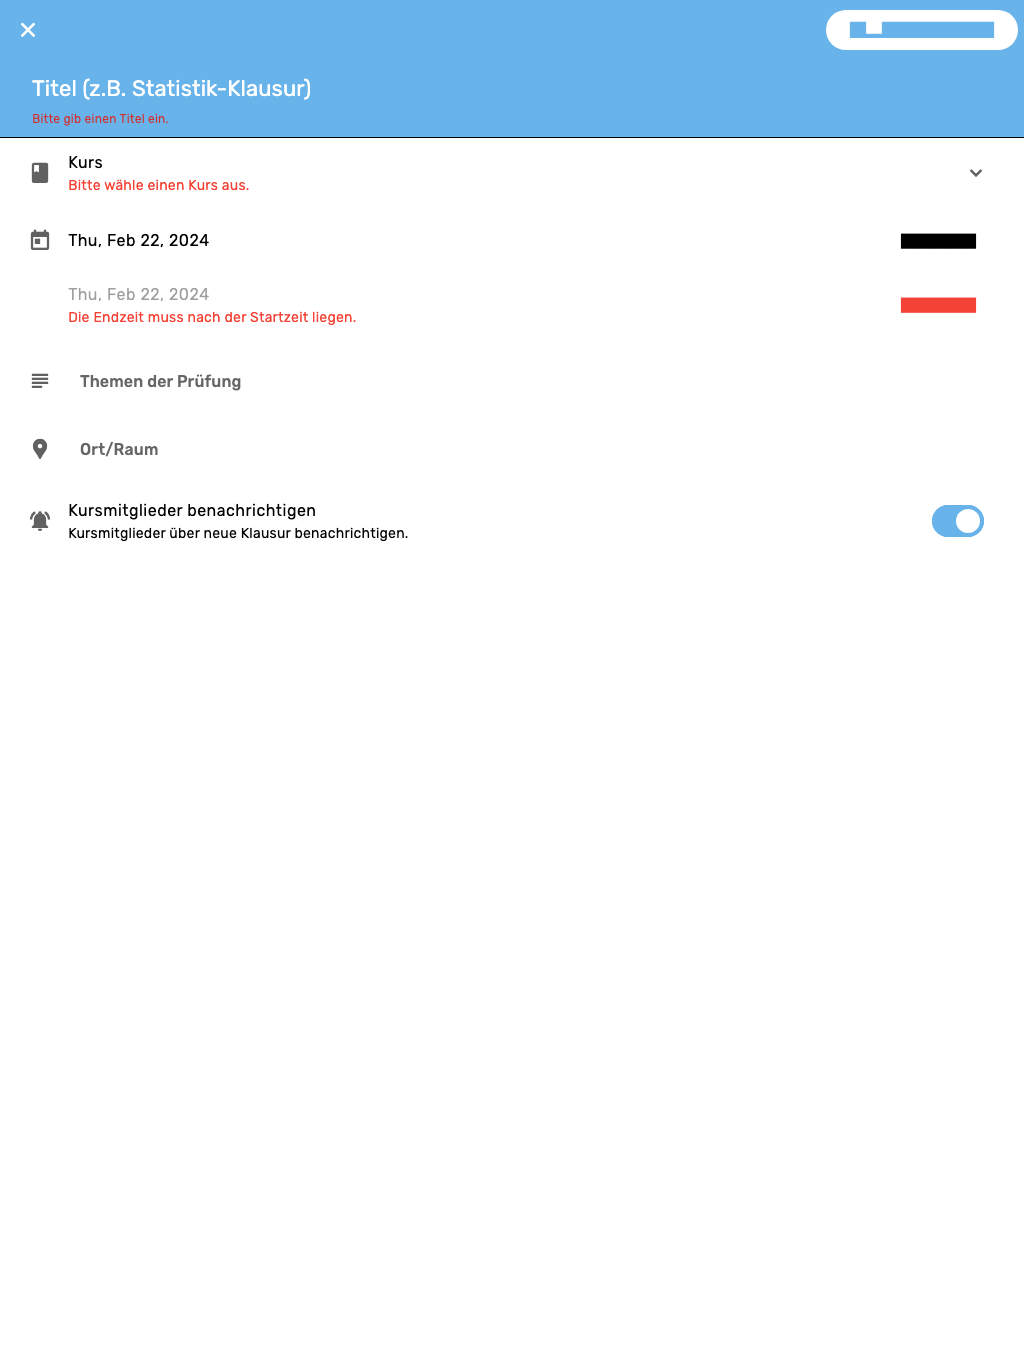 Titel (z.B. Statistik-Klausur)
Bitte gib einen Titel ein.
Kurs
Bitte wähle einen Kurs aus.
Thu, Feb 22, 2024
Thu, Feb 22, 2024
Die Endzeit muss nach der Startzeit liegen.
Themen der Prüfung
Ort/Raum
Kursmitglieder benachrichtigen
Kursmitglieder über neue Klausur benachrichtigen.